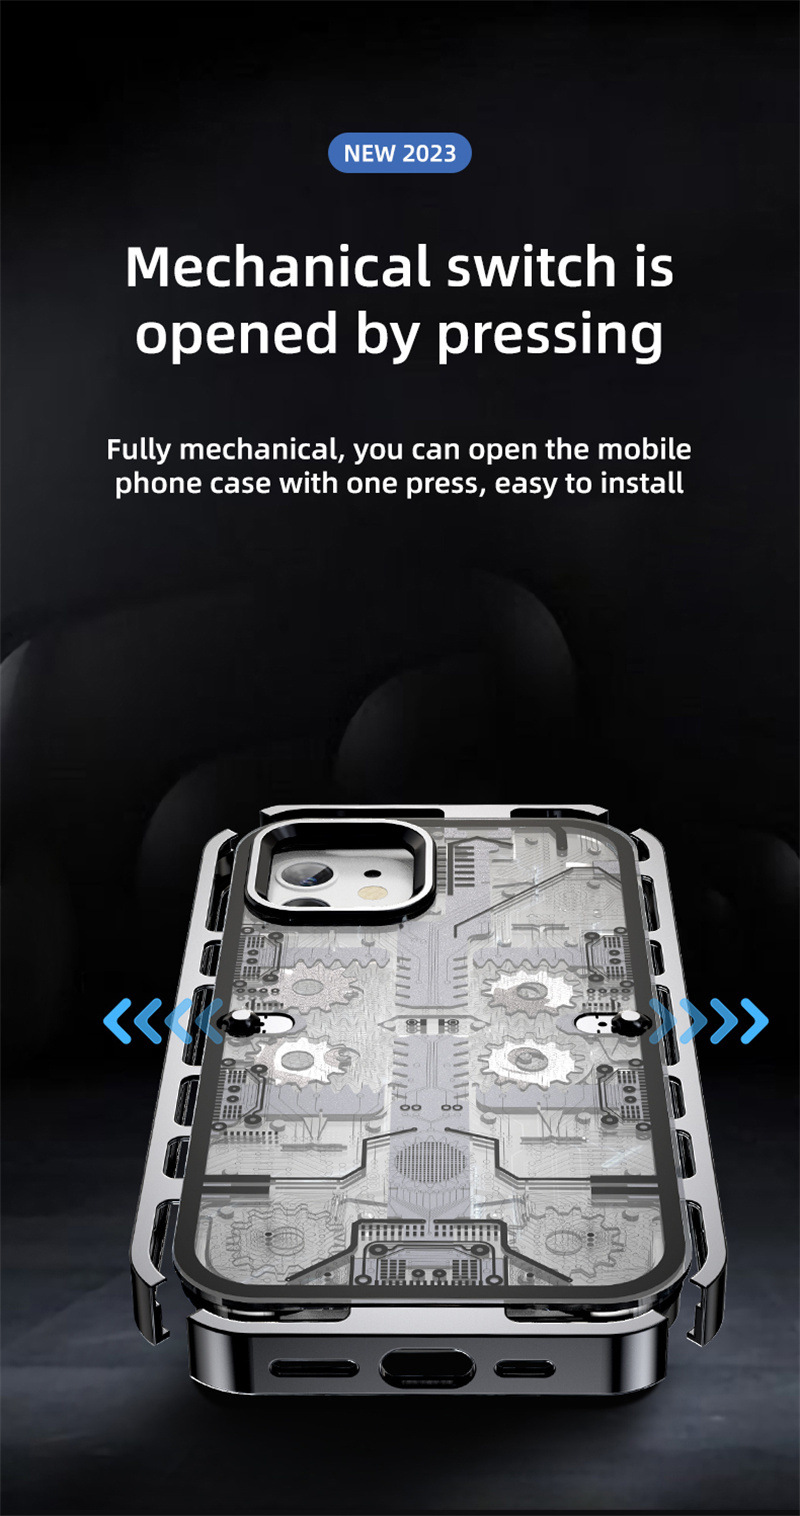 NEW 2023
Mechanical switch is
opened by pressing
Fully mechanical, you can open the mobile
phone case with one press, easy to install